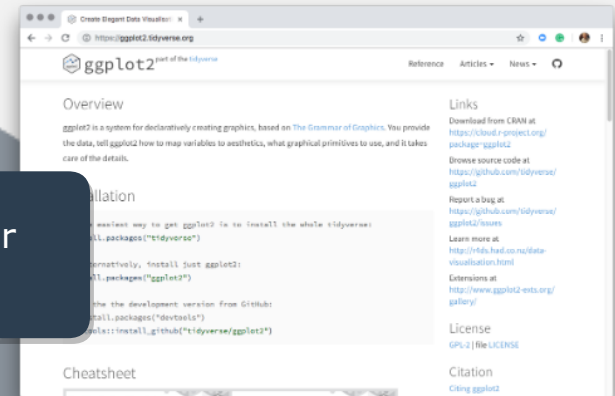 Create Elegant Data Visualisati
https://ggplot2.tidyverse.org
ggplot2 part of the tidyverse
Reference Articles News
Overview
ggplot2 is a system for declaratively creating graphics, based on The Grammar of Graphics. You provide
the data, tell ggplot2 how to map variables to aesthetics, what graphical primitives to use, and it takes
care of the details.
r
allation
easiest way to get ggplot2 is to install the whole tidyverse:
all.packages("tidyverse")
ternatively, install just ggplot2:
all.packages("ggplot2")
the the development version from GitHub:
tall.packages("devtools")
tools::install_github("tidyverse/ggplot2")
Cheatsheet
Links
Download from CRAN at
https://cloud.r-project.org/
package=ggplot2
Browse source code at
https://github.com/tidyverse/
ggplot2
Report a bug at
https://github.com/tidyverse/
ggplot2/issues
Learn more at
http://r4ds.had.co.nz/data-
visualisation.html
Extensions at
http://www.ggplot2-exts.org/
gallery/
License
GPL-2 | file LICENSE
Citation
Citing ggplot2